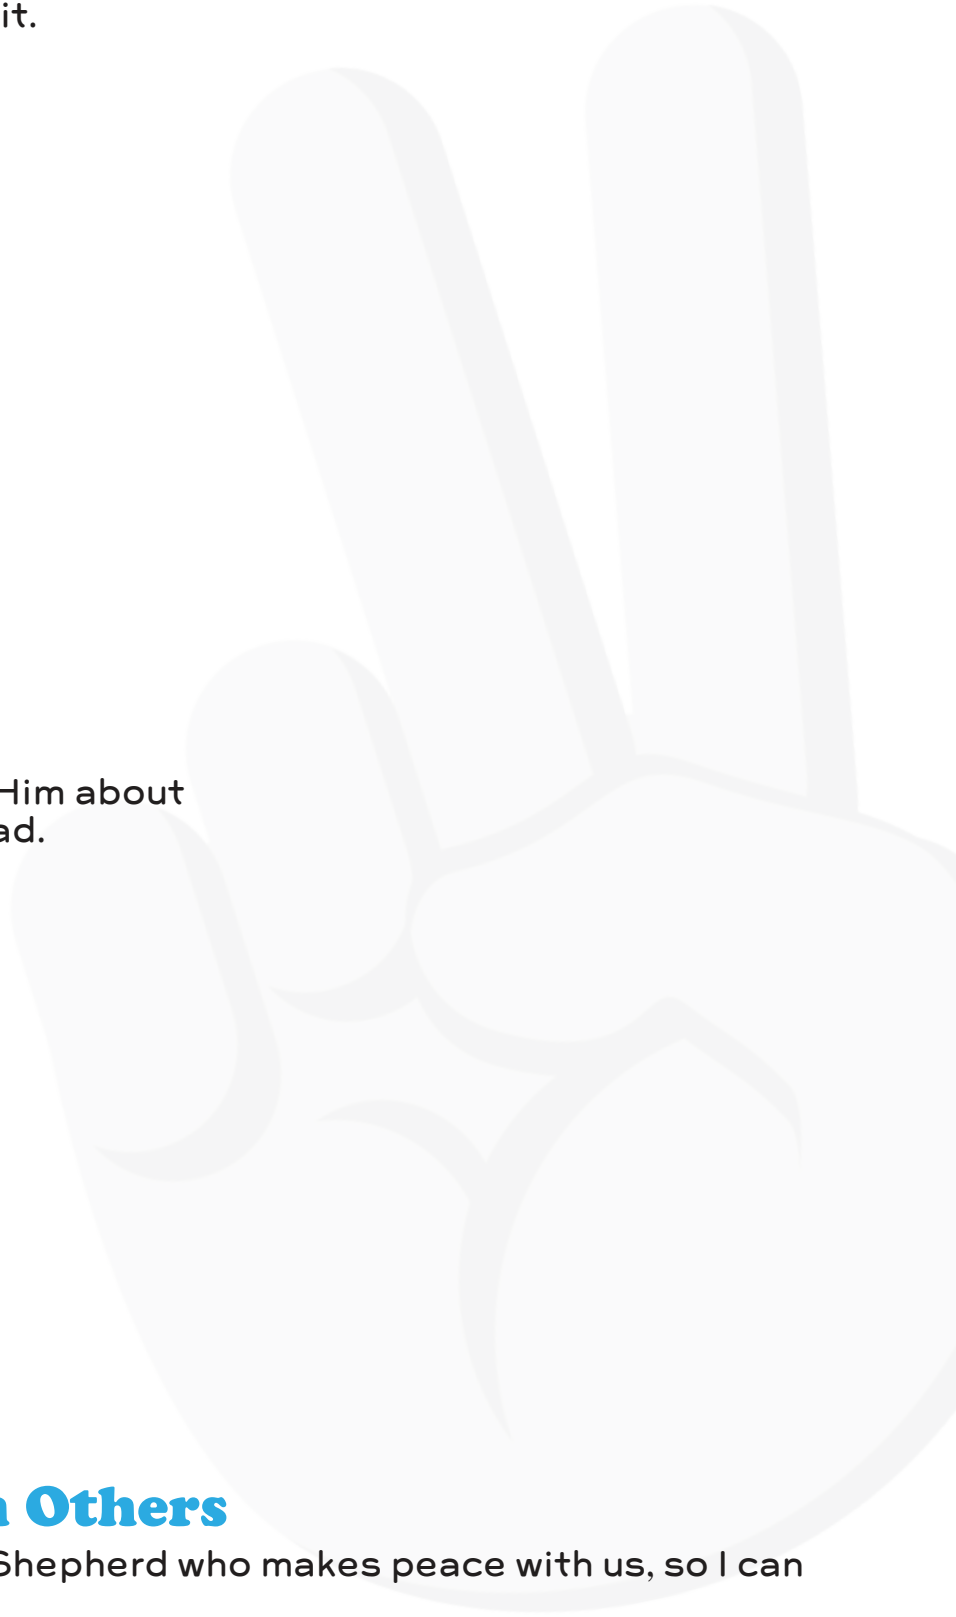 it.
Him about
ad.
Others
Shepherd who makes peace with us, so I can